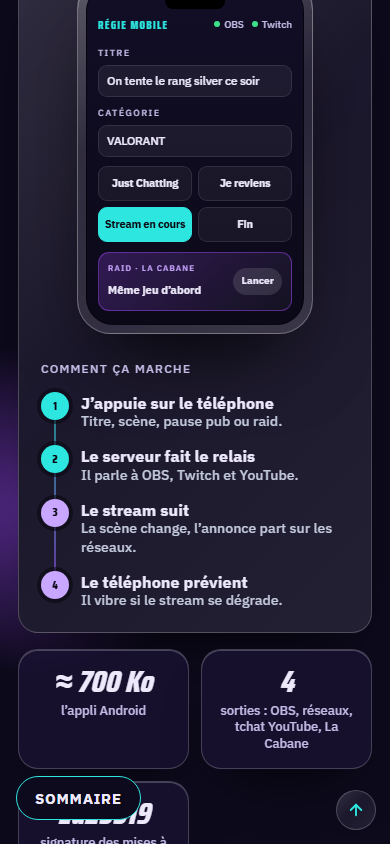 RÉGIE MOBILE
OBS
Twitch
TITRE
On tente le rang silver ce soir
CATÉGORIE
VALORANT
Just Chatting
Je reviens
Stream en cours
Fin
RAID · LA CABANE
Même jeu d'abord
Lancer
COMMENT ÇA MARCHE
1
J'appuie sur le téléphone
Titre, scène, pause pub ou raid.
2
Le serveur fait le relais
Il parle à OBS, Twitch et YouTube.
3
Le stream suit
La scène change, l'annonce part sur les
réseaux.
4
Le téléphone prévient
Il vibre si le stream se dégrade.
≈ 700 Ko
l'appli Android
4
sorties : OBS, réseaux,
tchat YouTube, La
Cabane
SOMMAIRE
signature des mises à